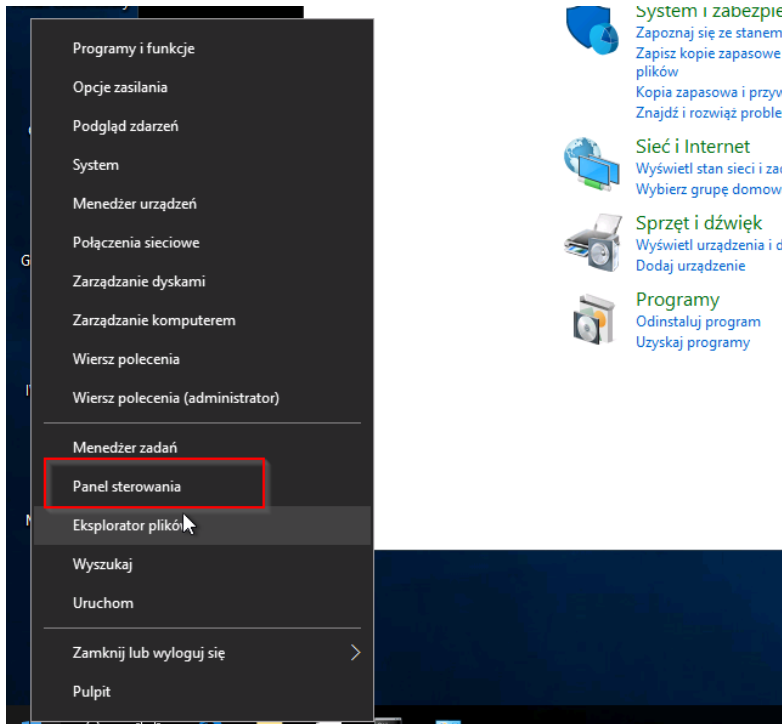 Programy i funkcje
Opcje zasilania
Podgląd zdarzeń
System
Menedżer urządzeń
Połączenia sieciowe
Zarządzanie dyskami
Zarządzanie komputerem
Wiersz polecenia
Wiersz polecenia (administrator)
Menedżer zadań
Panel sterowania
Eksplorator plików
Wyszukaj
Uruchom
Zamknij lub wyloguj się
Pulpit
System i zabezpie
Zapoznaj się ze stanem
Zapisz kopie zapasowe
plików
Kopia zapasowa i przyw
Znajdź i rozwiąż proble
Sieć i Internet
Wyświetl stan sieci i zad
Wybierz grupę domow
Sprzęt i dźwięk
Wyświetl urządzenia i d
Dodaj urządzenie
Programy
Odinstaluj program
Uzyskaj programy